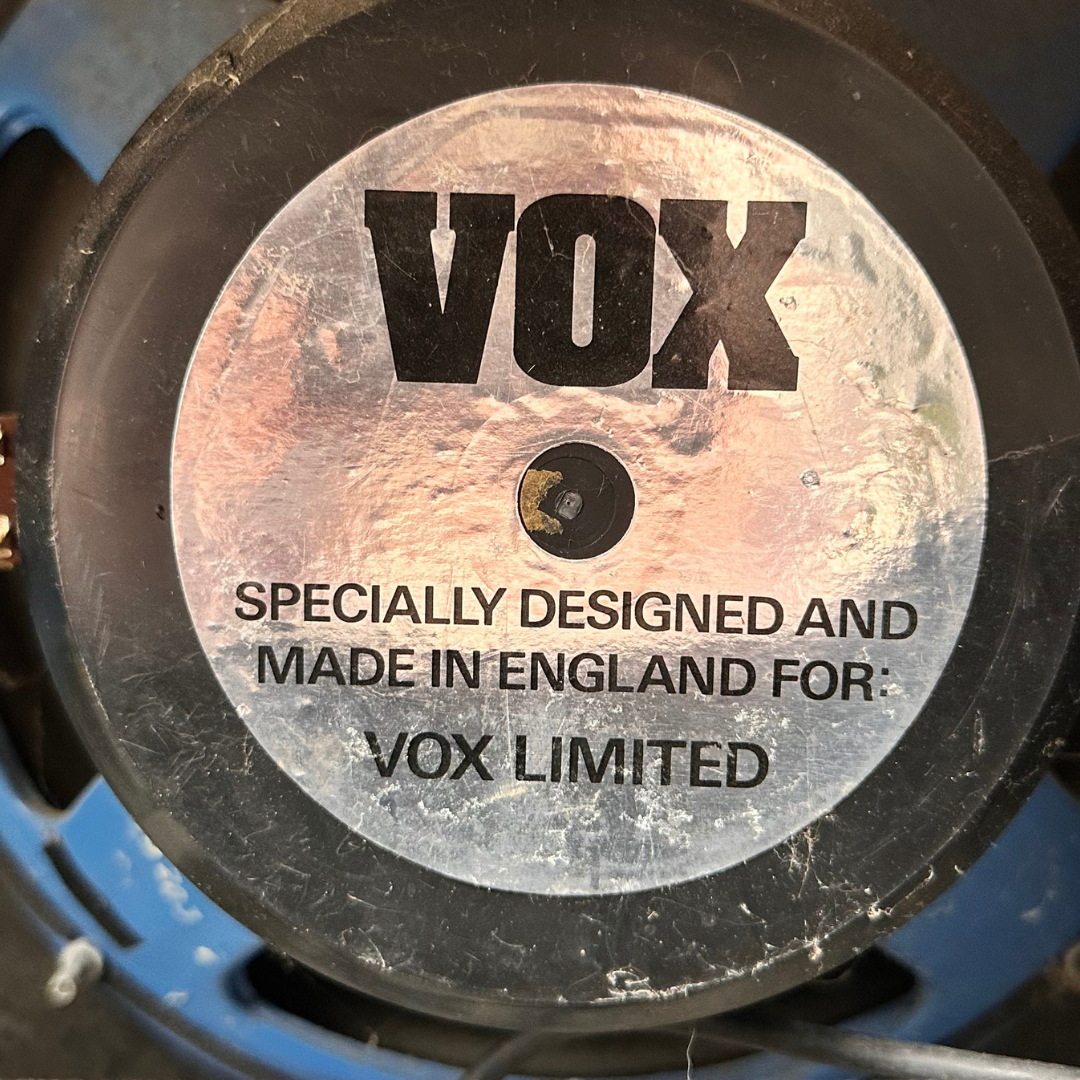 VOX
SPECIALLY DESIGNED AND
MADE IN ENGLAND FOR:
VOX LIMITED